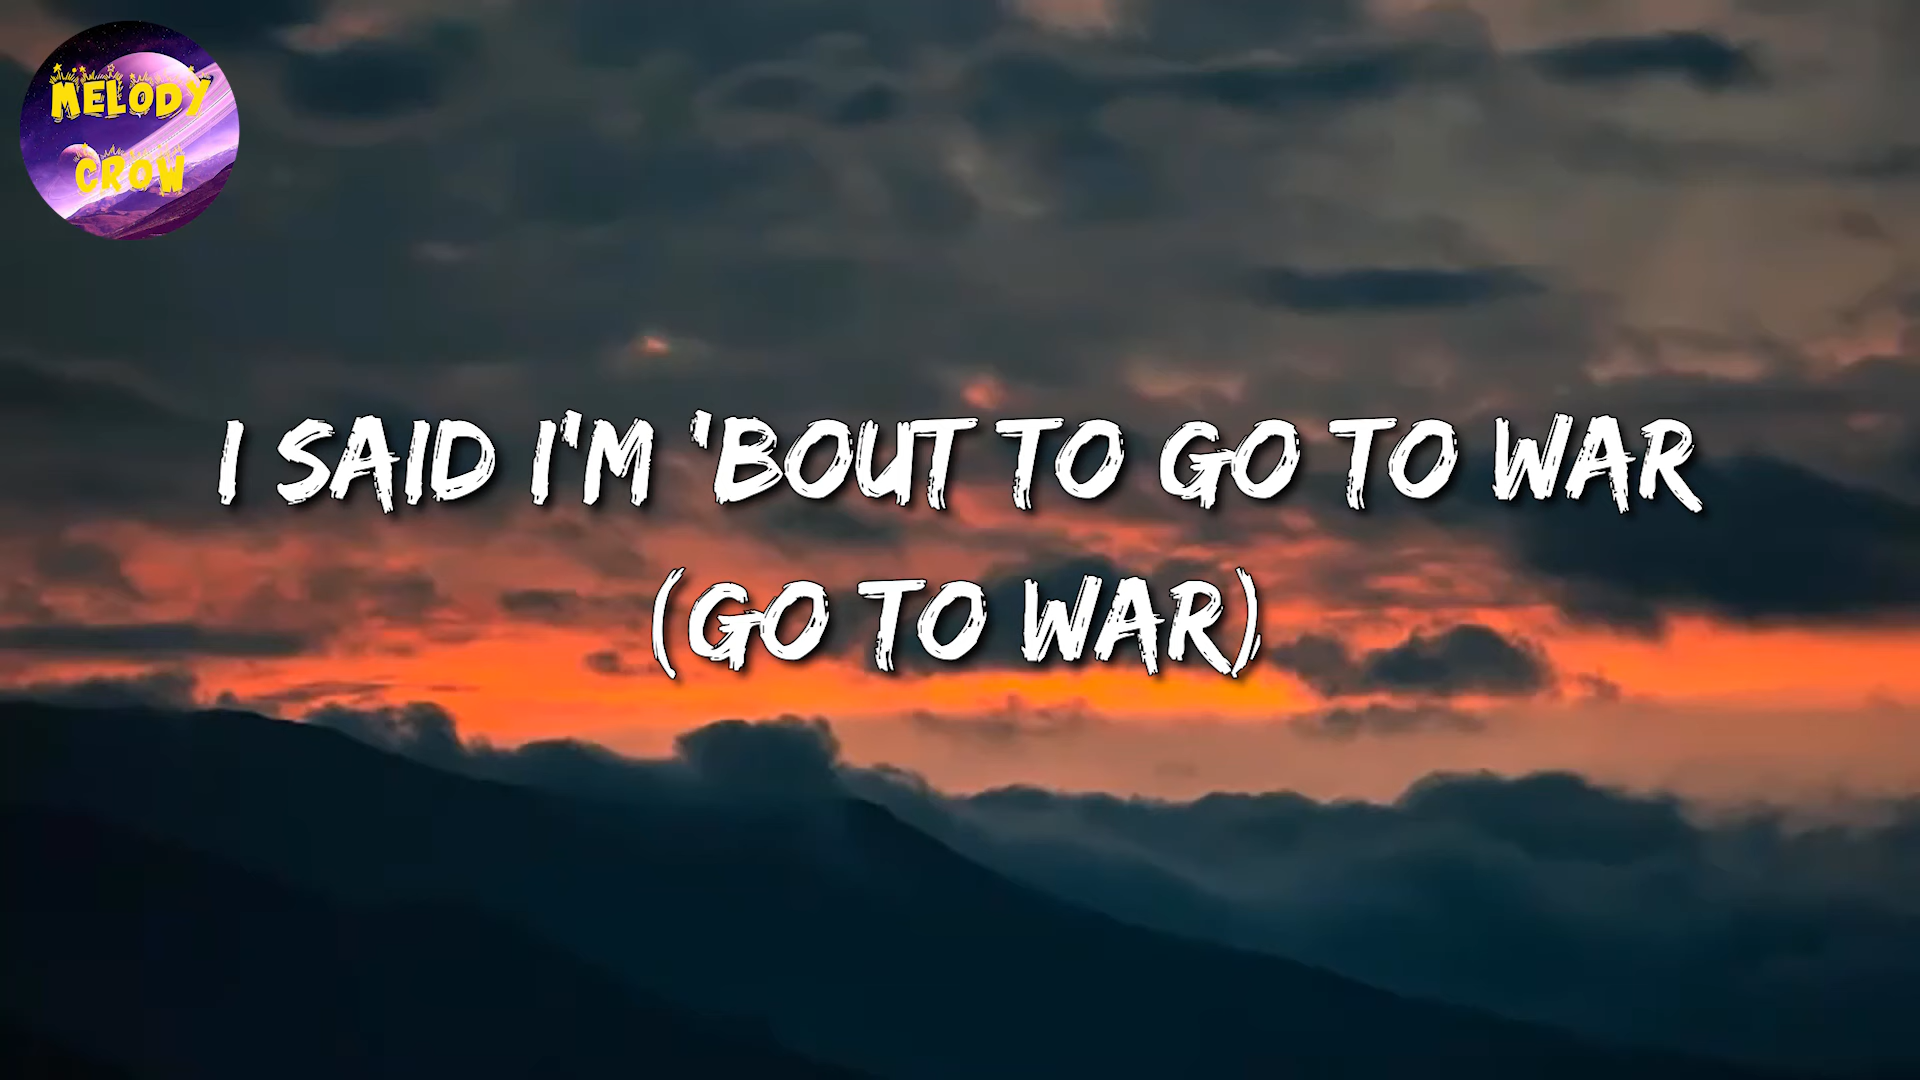 MELODY
CROW
I SAID I'M 'BOUT TO GO TO WAR
(GO TO WAR)